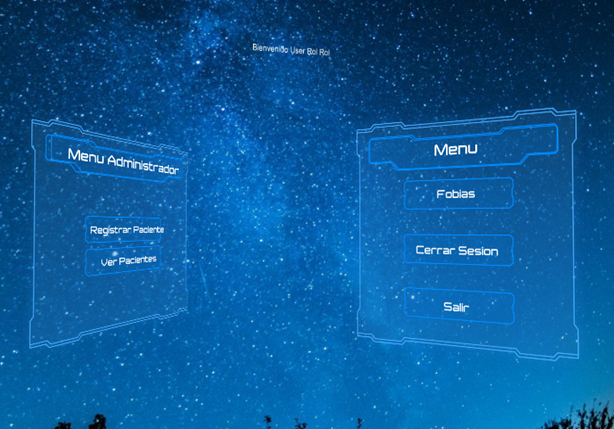 Bienvenido User Rol Rol
Menu Administrador
Registrar Paciente
Ver Pacientes
Menu
Fobias
Cerrar Sesion
Salir